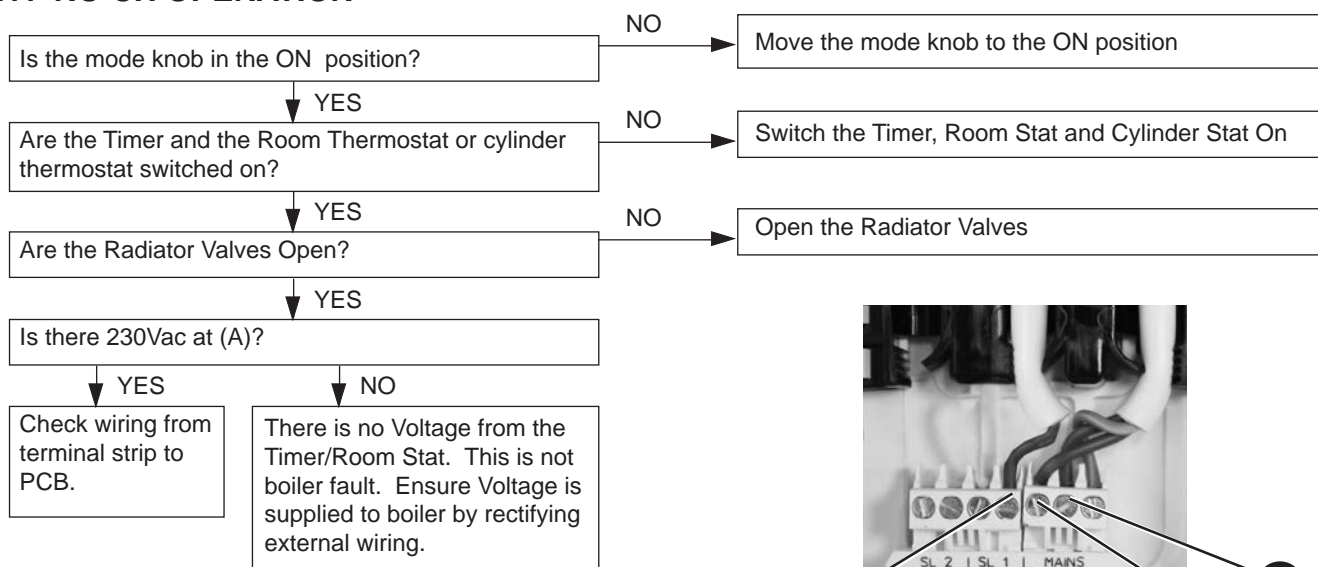 NO
Is the mode knob in the ON position?
Move the mode knob to the ON position
YES
NO
Are the Timer and the Room Thermostat or cylinder
thermostat switched on?
Switch the Timer, Room Stat and Cylinder Stat On
YES
NO
Are the Radiator Valves Open?
Open the Radiator Valves
YES
Is there 230Vac at (A)?
YES
NO
Check wiring from
terminal strip to
PCB.
There is no Voltage from the
Timer/Room Stat. This is not
boiler fault. Ensure Voltage is
supplied to boiler by rectifying
external wiring.
SL 2 | SL 1 | MAINS